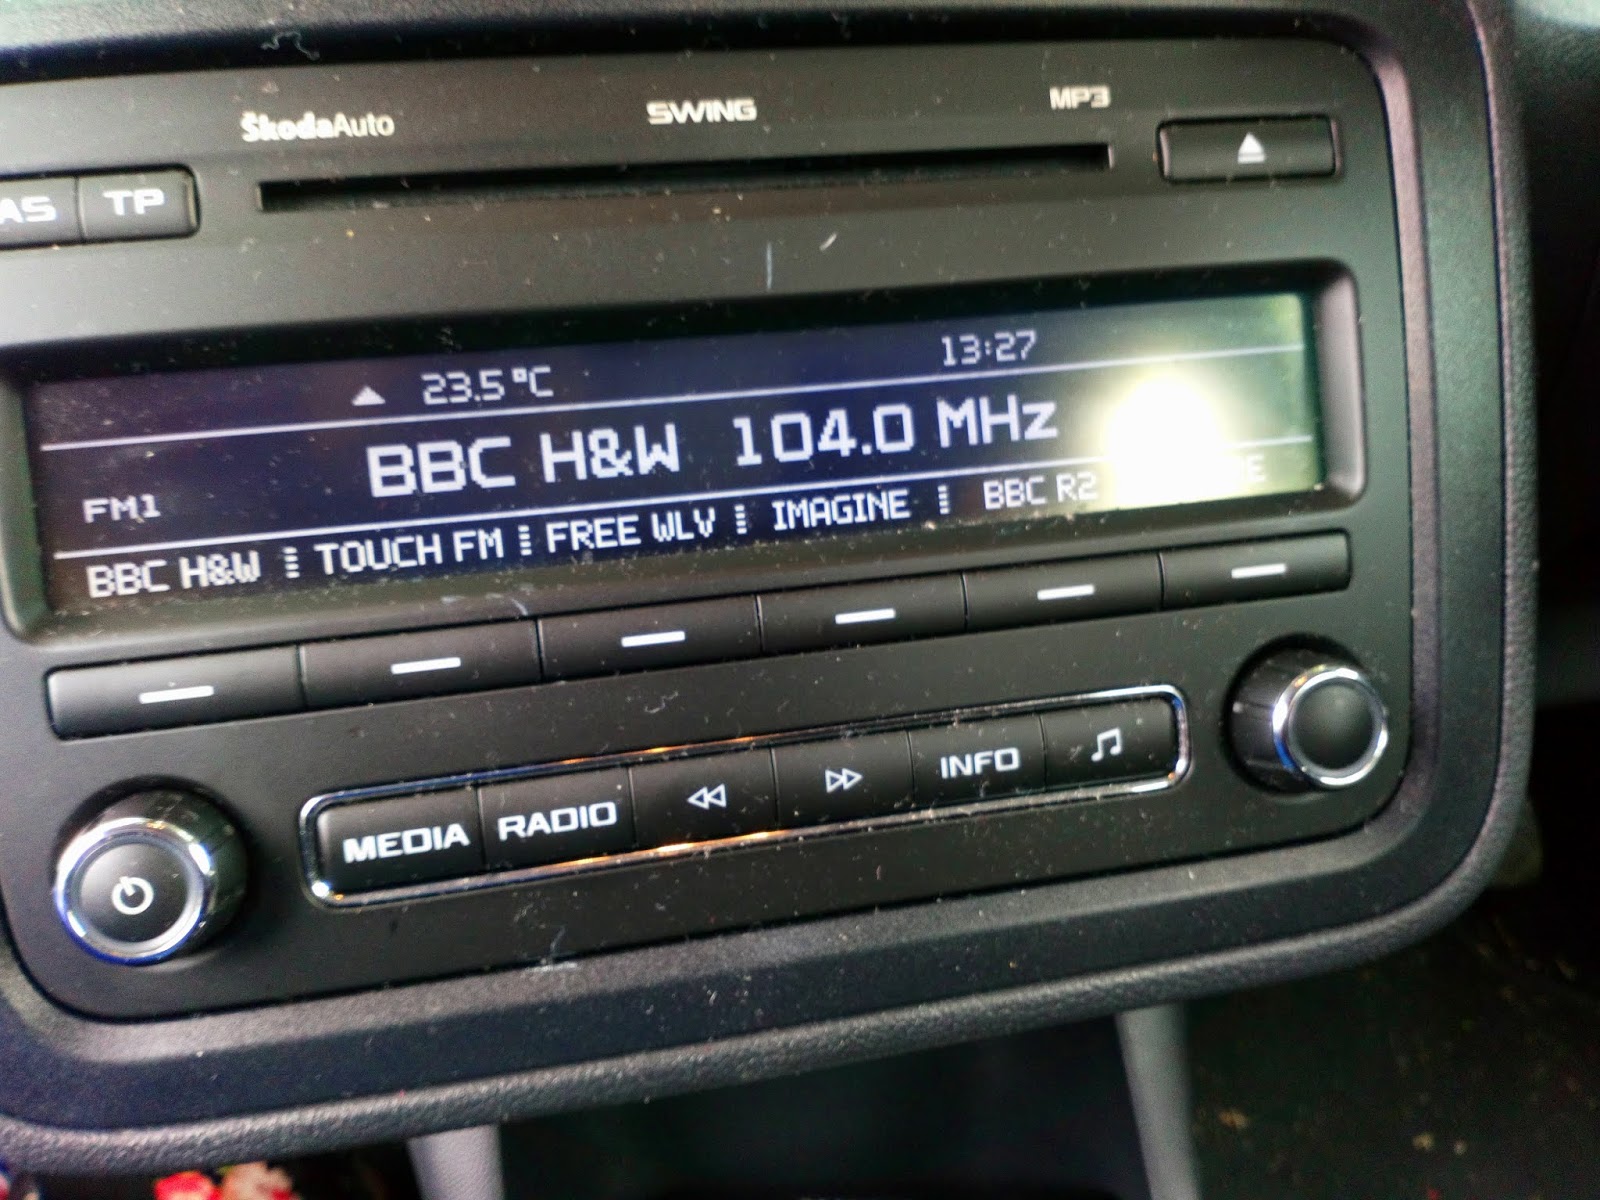 ŠkodaAuto SWING MP3
AS TP
23.5°C 13:27
FM1 BBC H&W 104.0 MHz
BBC H&W TOUCH FM FREE WLV IMAGINE BBC R2
MEDIA RADIO INFO